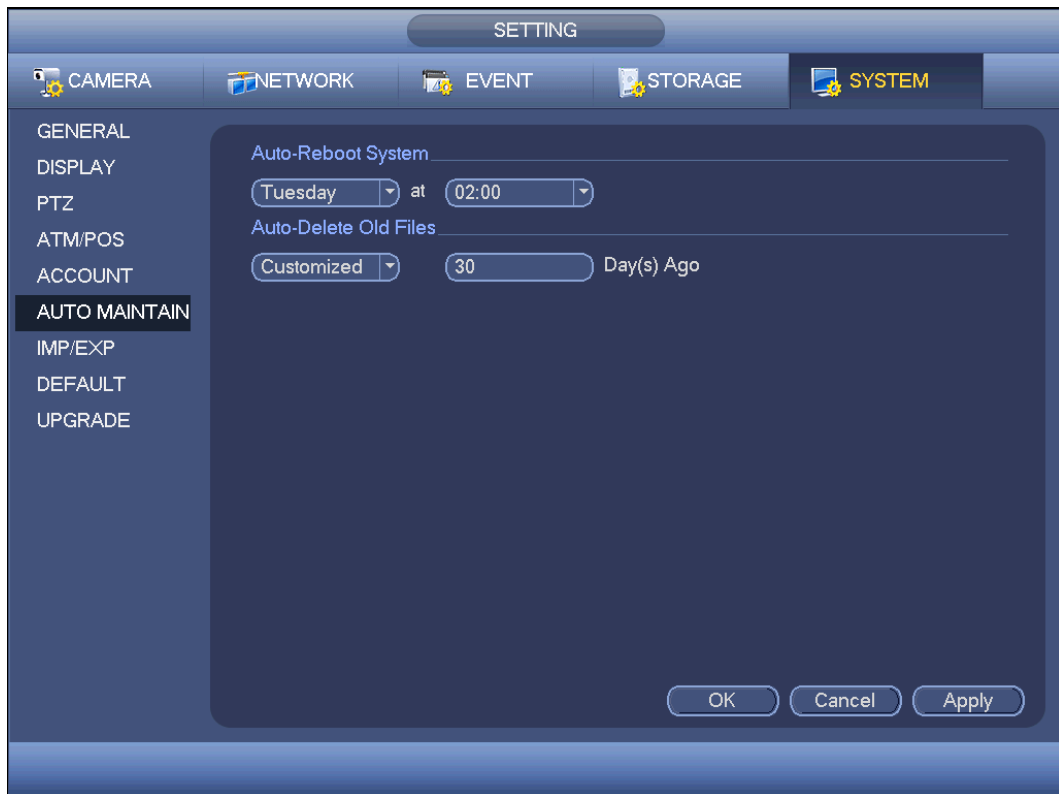 SETTING
CAMERA NETWORK EVENT STORAGE SYSTEM
GENERAL
DISPLAY
PTZ
ATM/POS
ACCOUNT
AUTO MAINTAIN
IMP/EXP
DEFAULT
UPGRADE
Auto-Reboot System
Tuesday at 02:00
Auto-Delete Old Files
Customized 30 Day(s) Ago
OK Cancel Apply